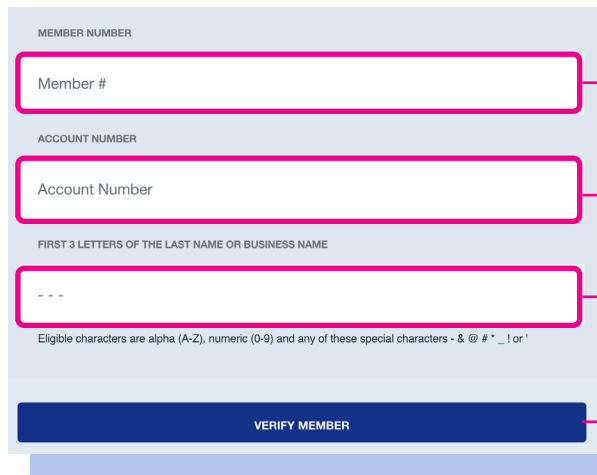 MEMBER NUMBER
Member #
ACCOUNT NUMBER
Account Number
FIRST 3 LETTERS OF THE LAST NAME OR BUSINESS NAME
- - -
Eligible characters are alpha (A-Z), numeric (0-9) and any of these special characters - & @ # * _ ! or '
VERIFY MEMBER